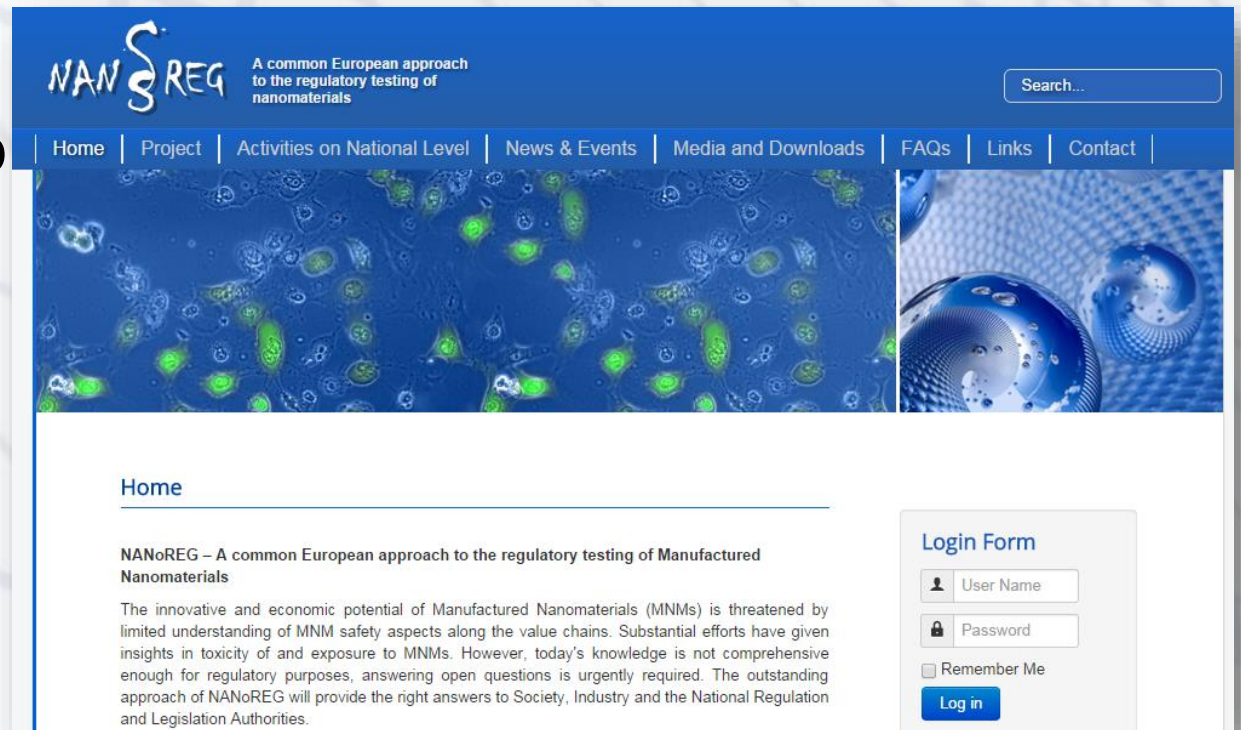 NANOREG
A common European approach
to the regulatory testing of
nanomaterials
Search...
Home
Project
Activities on National Level
News & Events
Media and Downloads
FAQs
Links
Contact
Home
NANoREG – A common European approach to the regulatory testing of Manufactured
Nanomaterials
The innovative and economic potential of Manufactured Nanomaterials (MNMs) is threatened by
limited understanding of MNM safety aspects along the value chains. Substantial efforts have given
insights in toxicity of and exposure to MNMs. However, today's knowledge is not comprehensive
enough for regulatory purposes, answering open questions is urgently required. The outstanding
approach of NANoREG will provide the right answers to Society, Industry and the National Regulation
and Legislation Authorities.
Login Form
User Name
Password
Remember Me
Log in